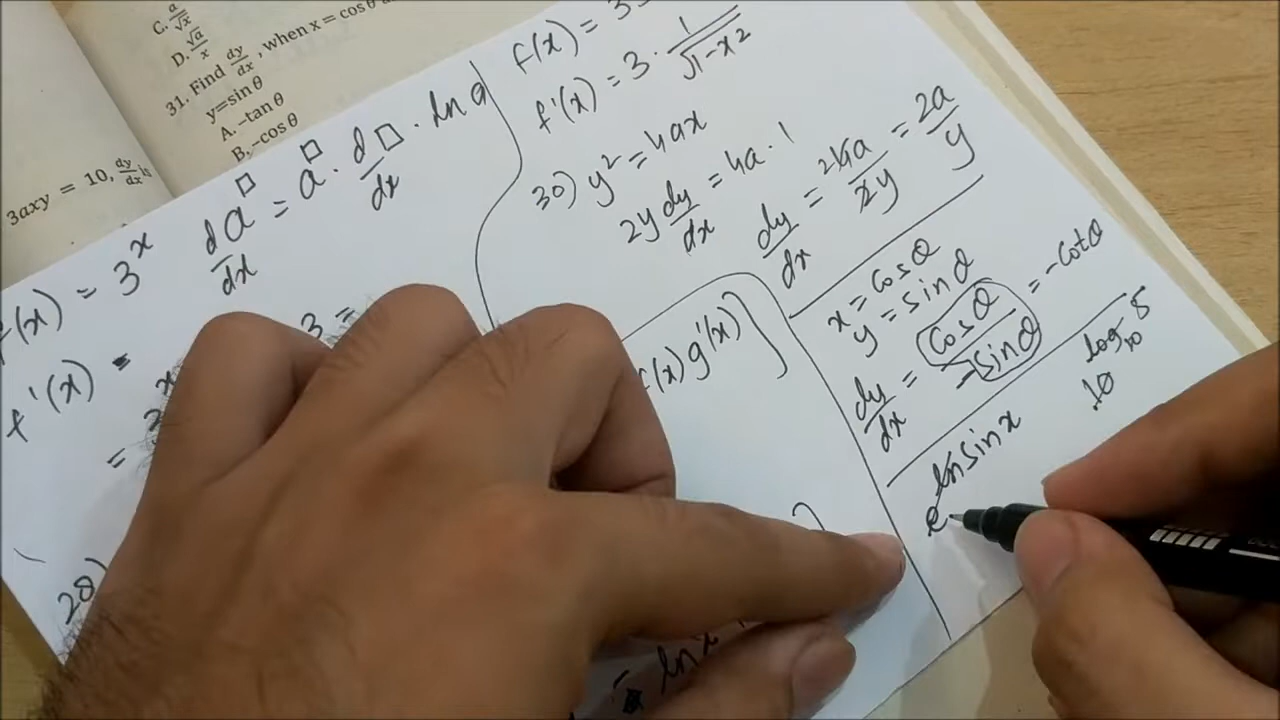 C. a/√x
D. √a/x
31. Find dy/dx, when x = cos θ
y=sin θ
A. -tan θ
B. -cos θ
3axy = 10, dy/dx is
f(x) = 3^x
f'(x) =
=
d a^□/dx = a^□ · d□/dx · ln a
28)
f(x) =
f'(x) = 3 · 1/√1-x²
30) y² = 4ax
2y dy/dx = 4a · 1
dy/dx = 4a/2y = 2a/y
f(x) g'(x)]
x = cos θ
y = sin θ
dy/dx = cos θ/-sin θ = -cot θ
e^ln sin x
10^log₁₀ 5